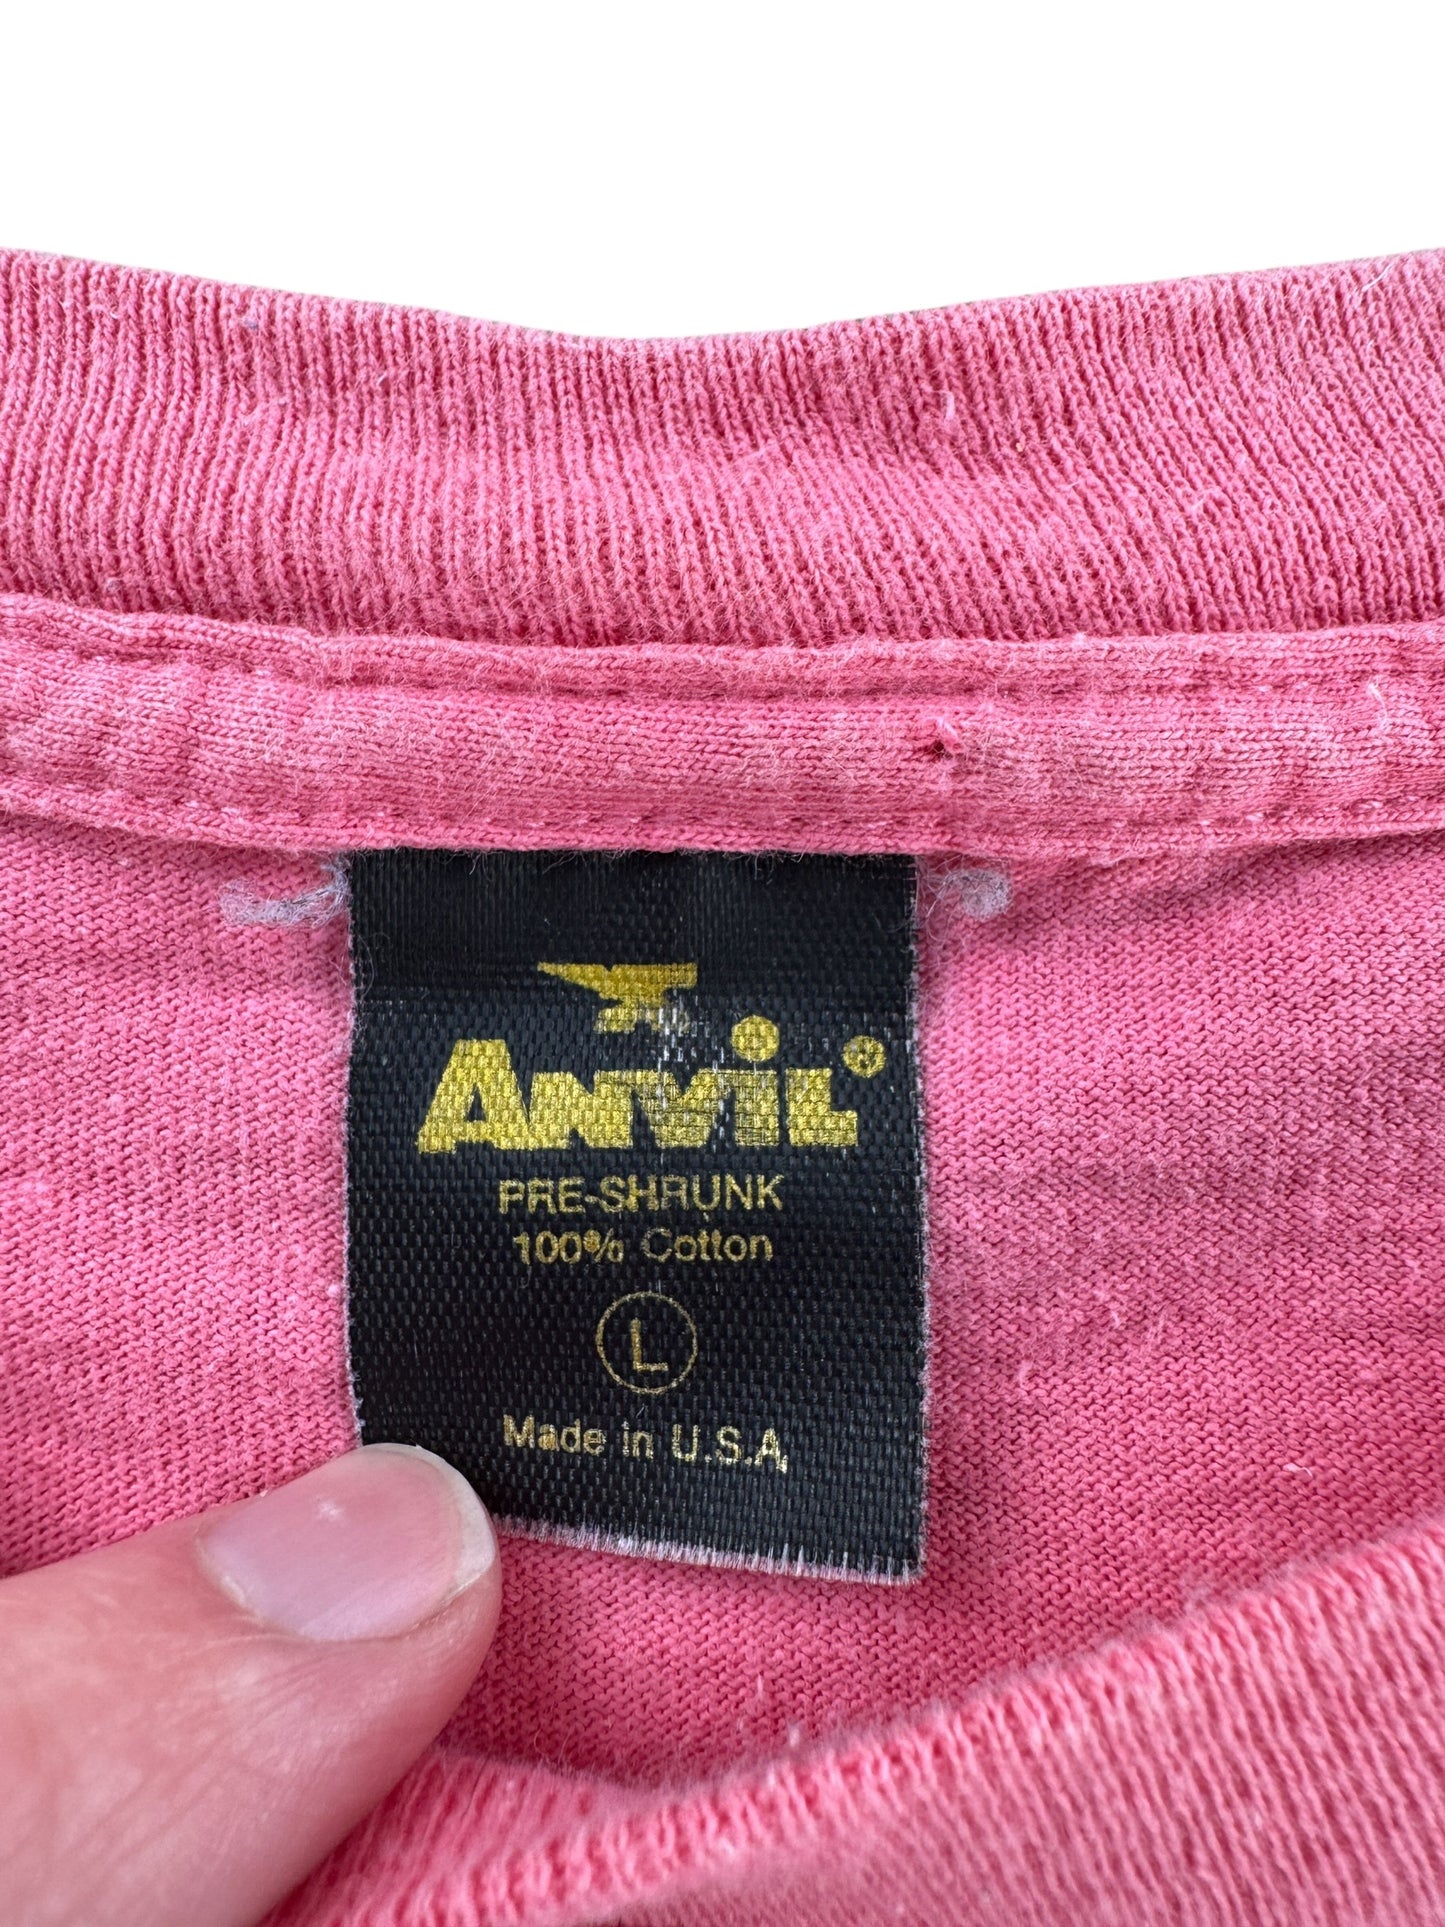 ANViL®
PRE-SHRUNK
100% Cotton
L
Made in U.S.A.